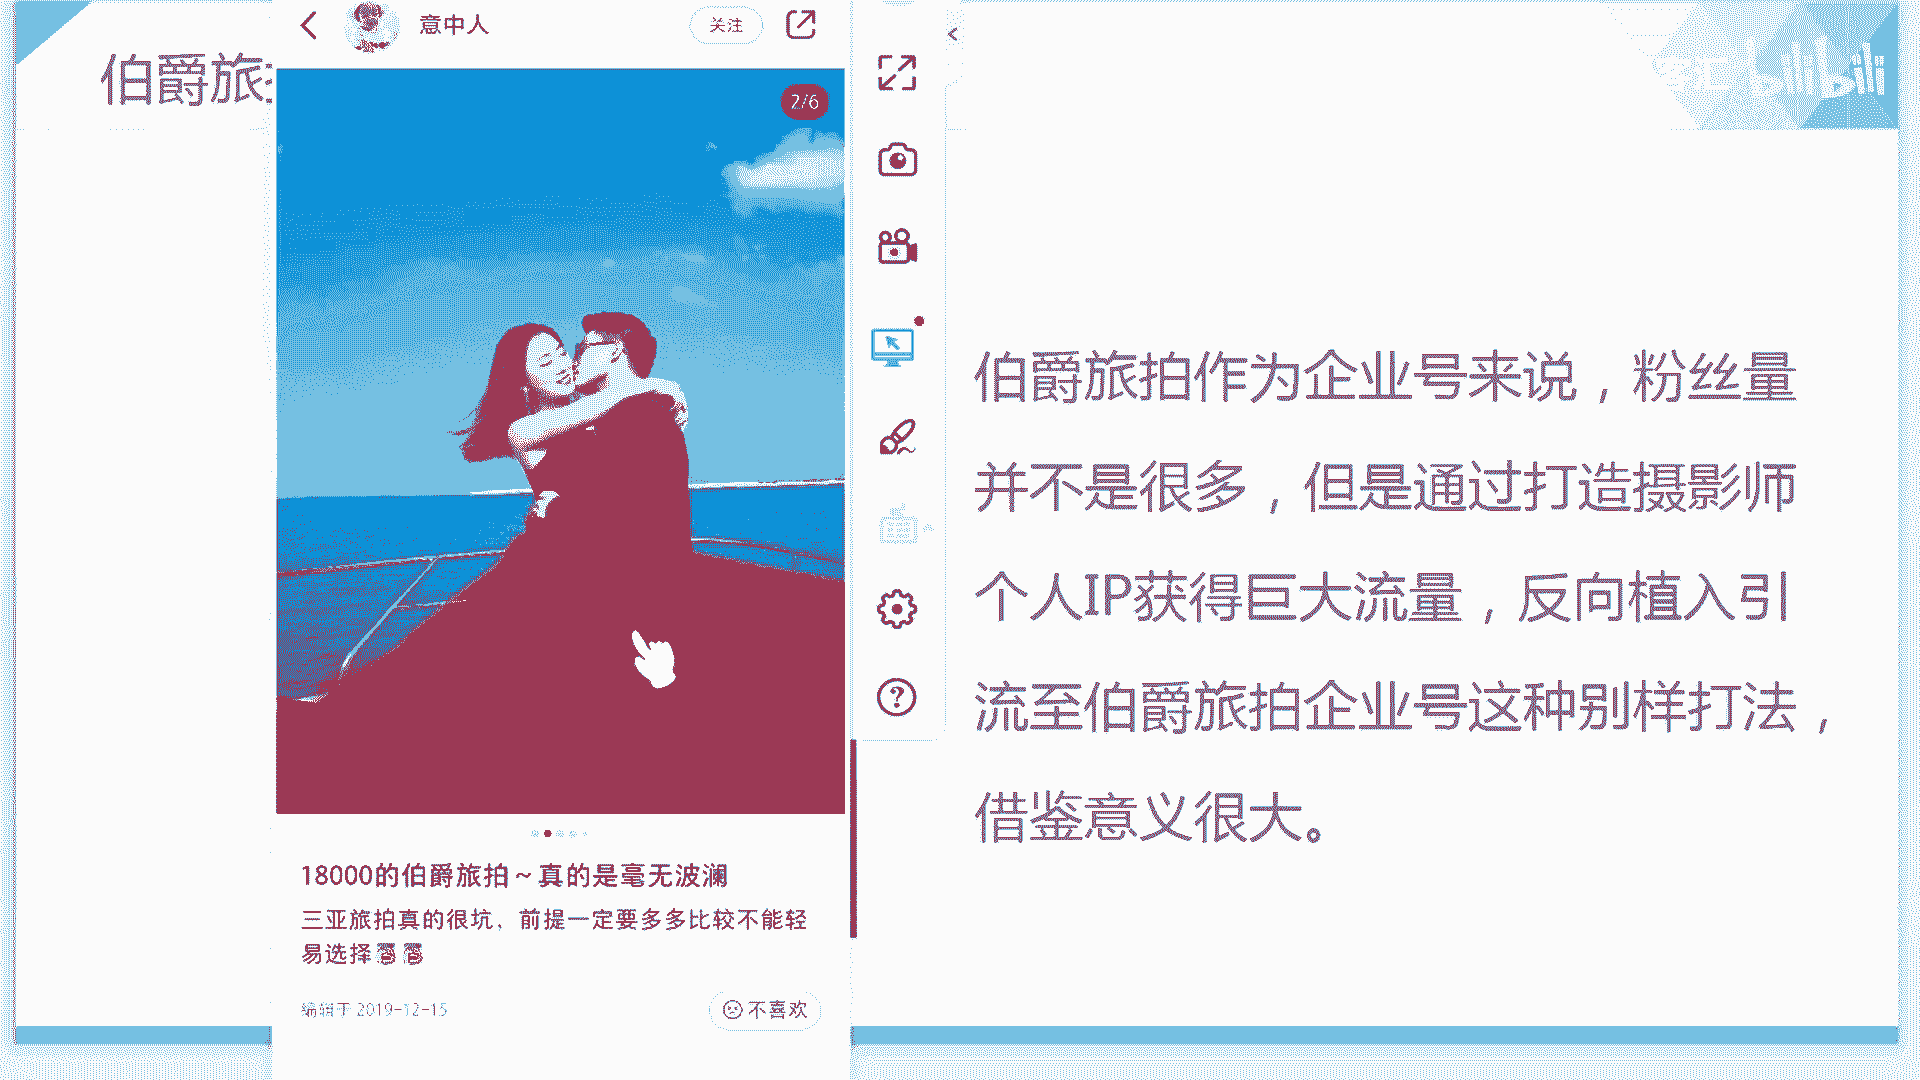 伯爵旅
意中人
关注
2/6
18000的伯爵旅拍～真的是毫无波澜
三亚旅拍真的很坑，前提一定要多多比较不能轻
易选择
编辑于 2019-12-15
不喜欢
bilibili
伯爵旅拍作为企业号来说，粉丝量
并不是很多，但是通过打造摄影师
个人IP获得巨大流量，反向植入引
流至伯爵旅拍企业号这种别样打法，
借鉴意义很大。